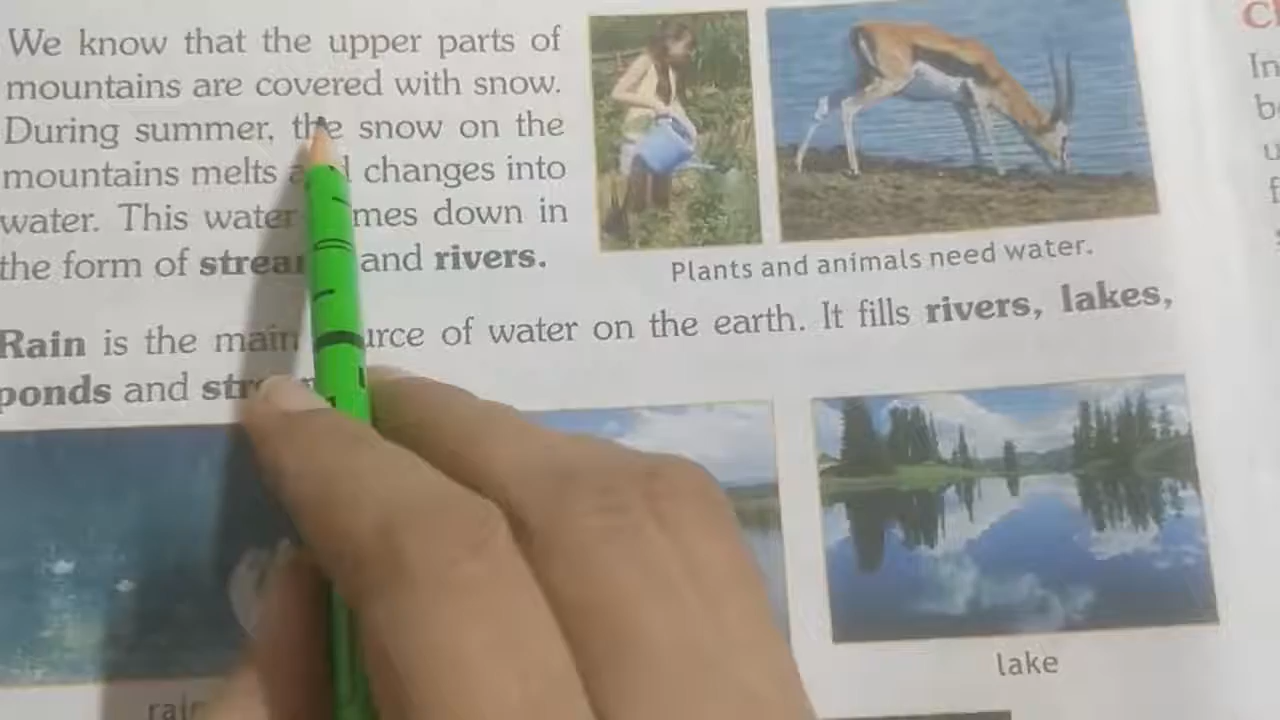 We know that the upper parts of
mountains are covered with snow.
During summer, the snow on the
mountains melts changes into
water. This water down in
the form of and rivers.
Plants and animals need water.
Rain is the main of water on the earth. It fills rivers, lakes,
ponds and
lake
In